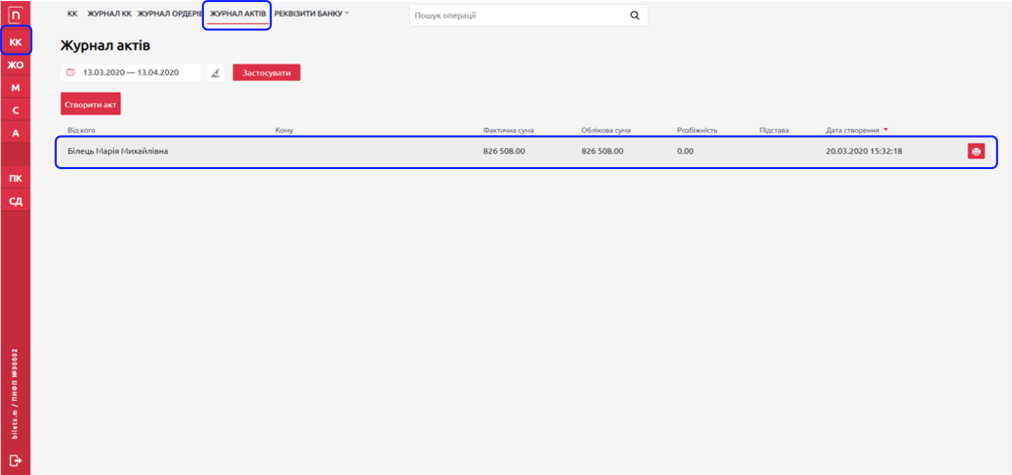 n
КК ЖУРНАЛ КК ЖУРНАЛ ОРДЕРІВ ЖУРНАЛ АКТІВ РЕКВІЗИТИ БАНКУ Пошук операції
КК
ЖО
М
С
А
ПК
СД
Журнал актів
13.03.2020 — 13.04.2020 Застосувати
Створити акт
Від кого Кому Фактична сума Облікова сума Розбіжність Підстава Дата створення
Білець Марія Михайлівна 826 508.00 826 508.00 0.00 20.03.2020 15:32:18
bilets.m / ПНФП №90002